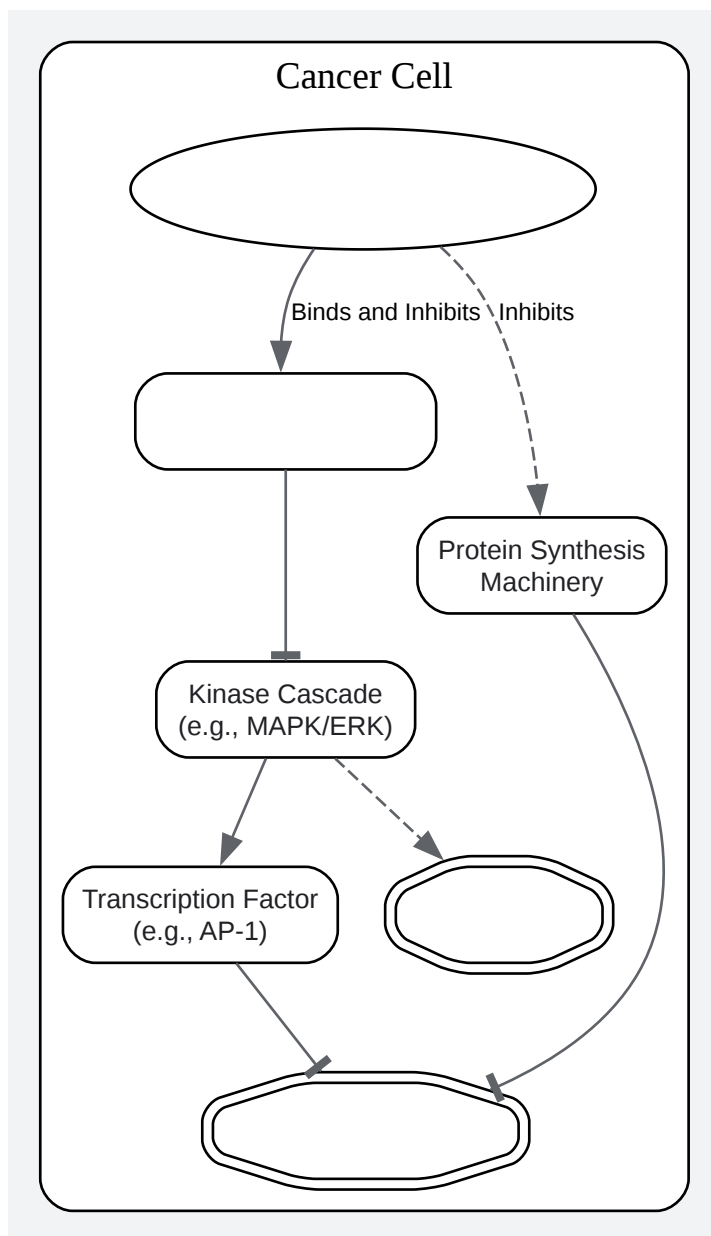 Cancer Cell
Binds and Inhibits
Inhibits
Protein Synthesis
Machinery
Kinase Cascade
(e.g., MAPK/ERK)
Transcription Factor
(e.g., AP-1)